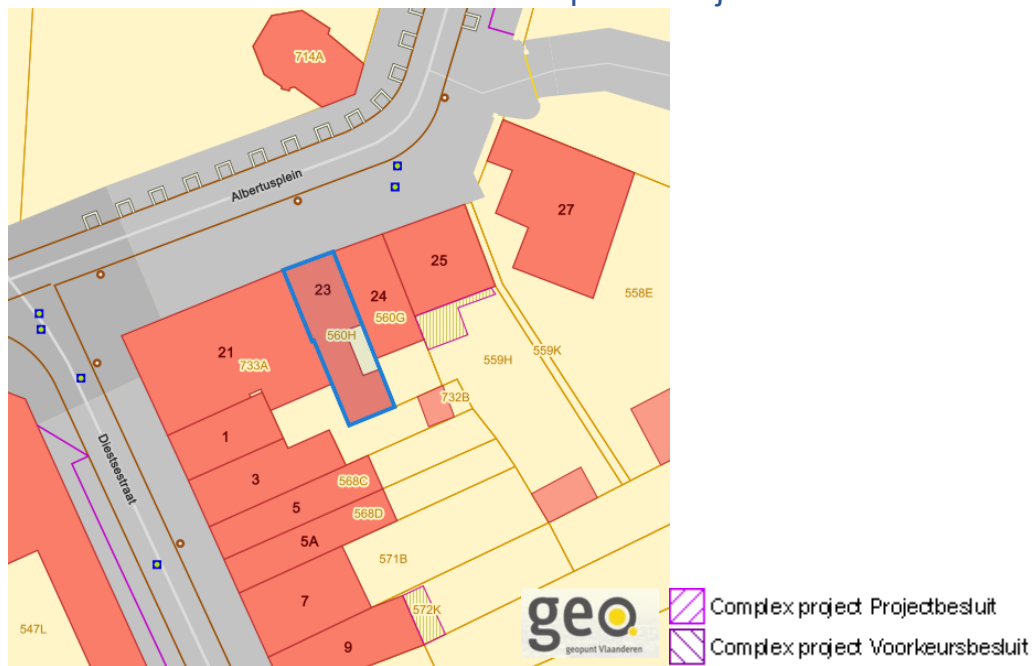 714A
Albertusplein
27
25
23
24
558E
560G
560H
559H
559K
21
733A
732B
1
3
568C
5
568D
Diestsestraat
5A
571B
7
572K
547L
9
geo
geopunt Vlaanderen
Complex project Projectbesluit
Complex project Voorkeursbesluit